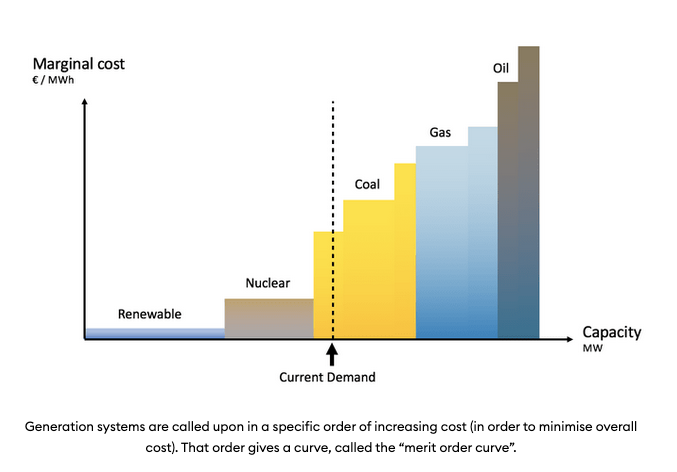 Marginal cost
€ / MWh
Oil
Gas
Coal
Nuclear
Renewable
Capacity
MW
Current Demand
Generation systems are called upon in a specific order of increasing cost (in order to minimise overall
cost). That order gives a curve, called the “merit order curve”.